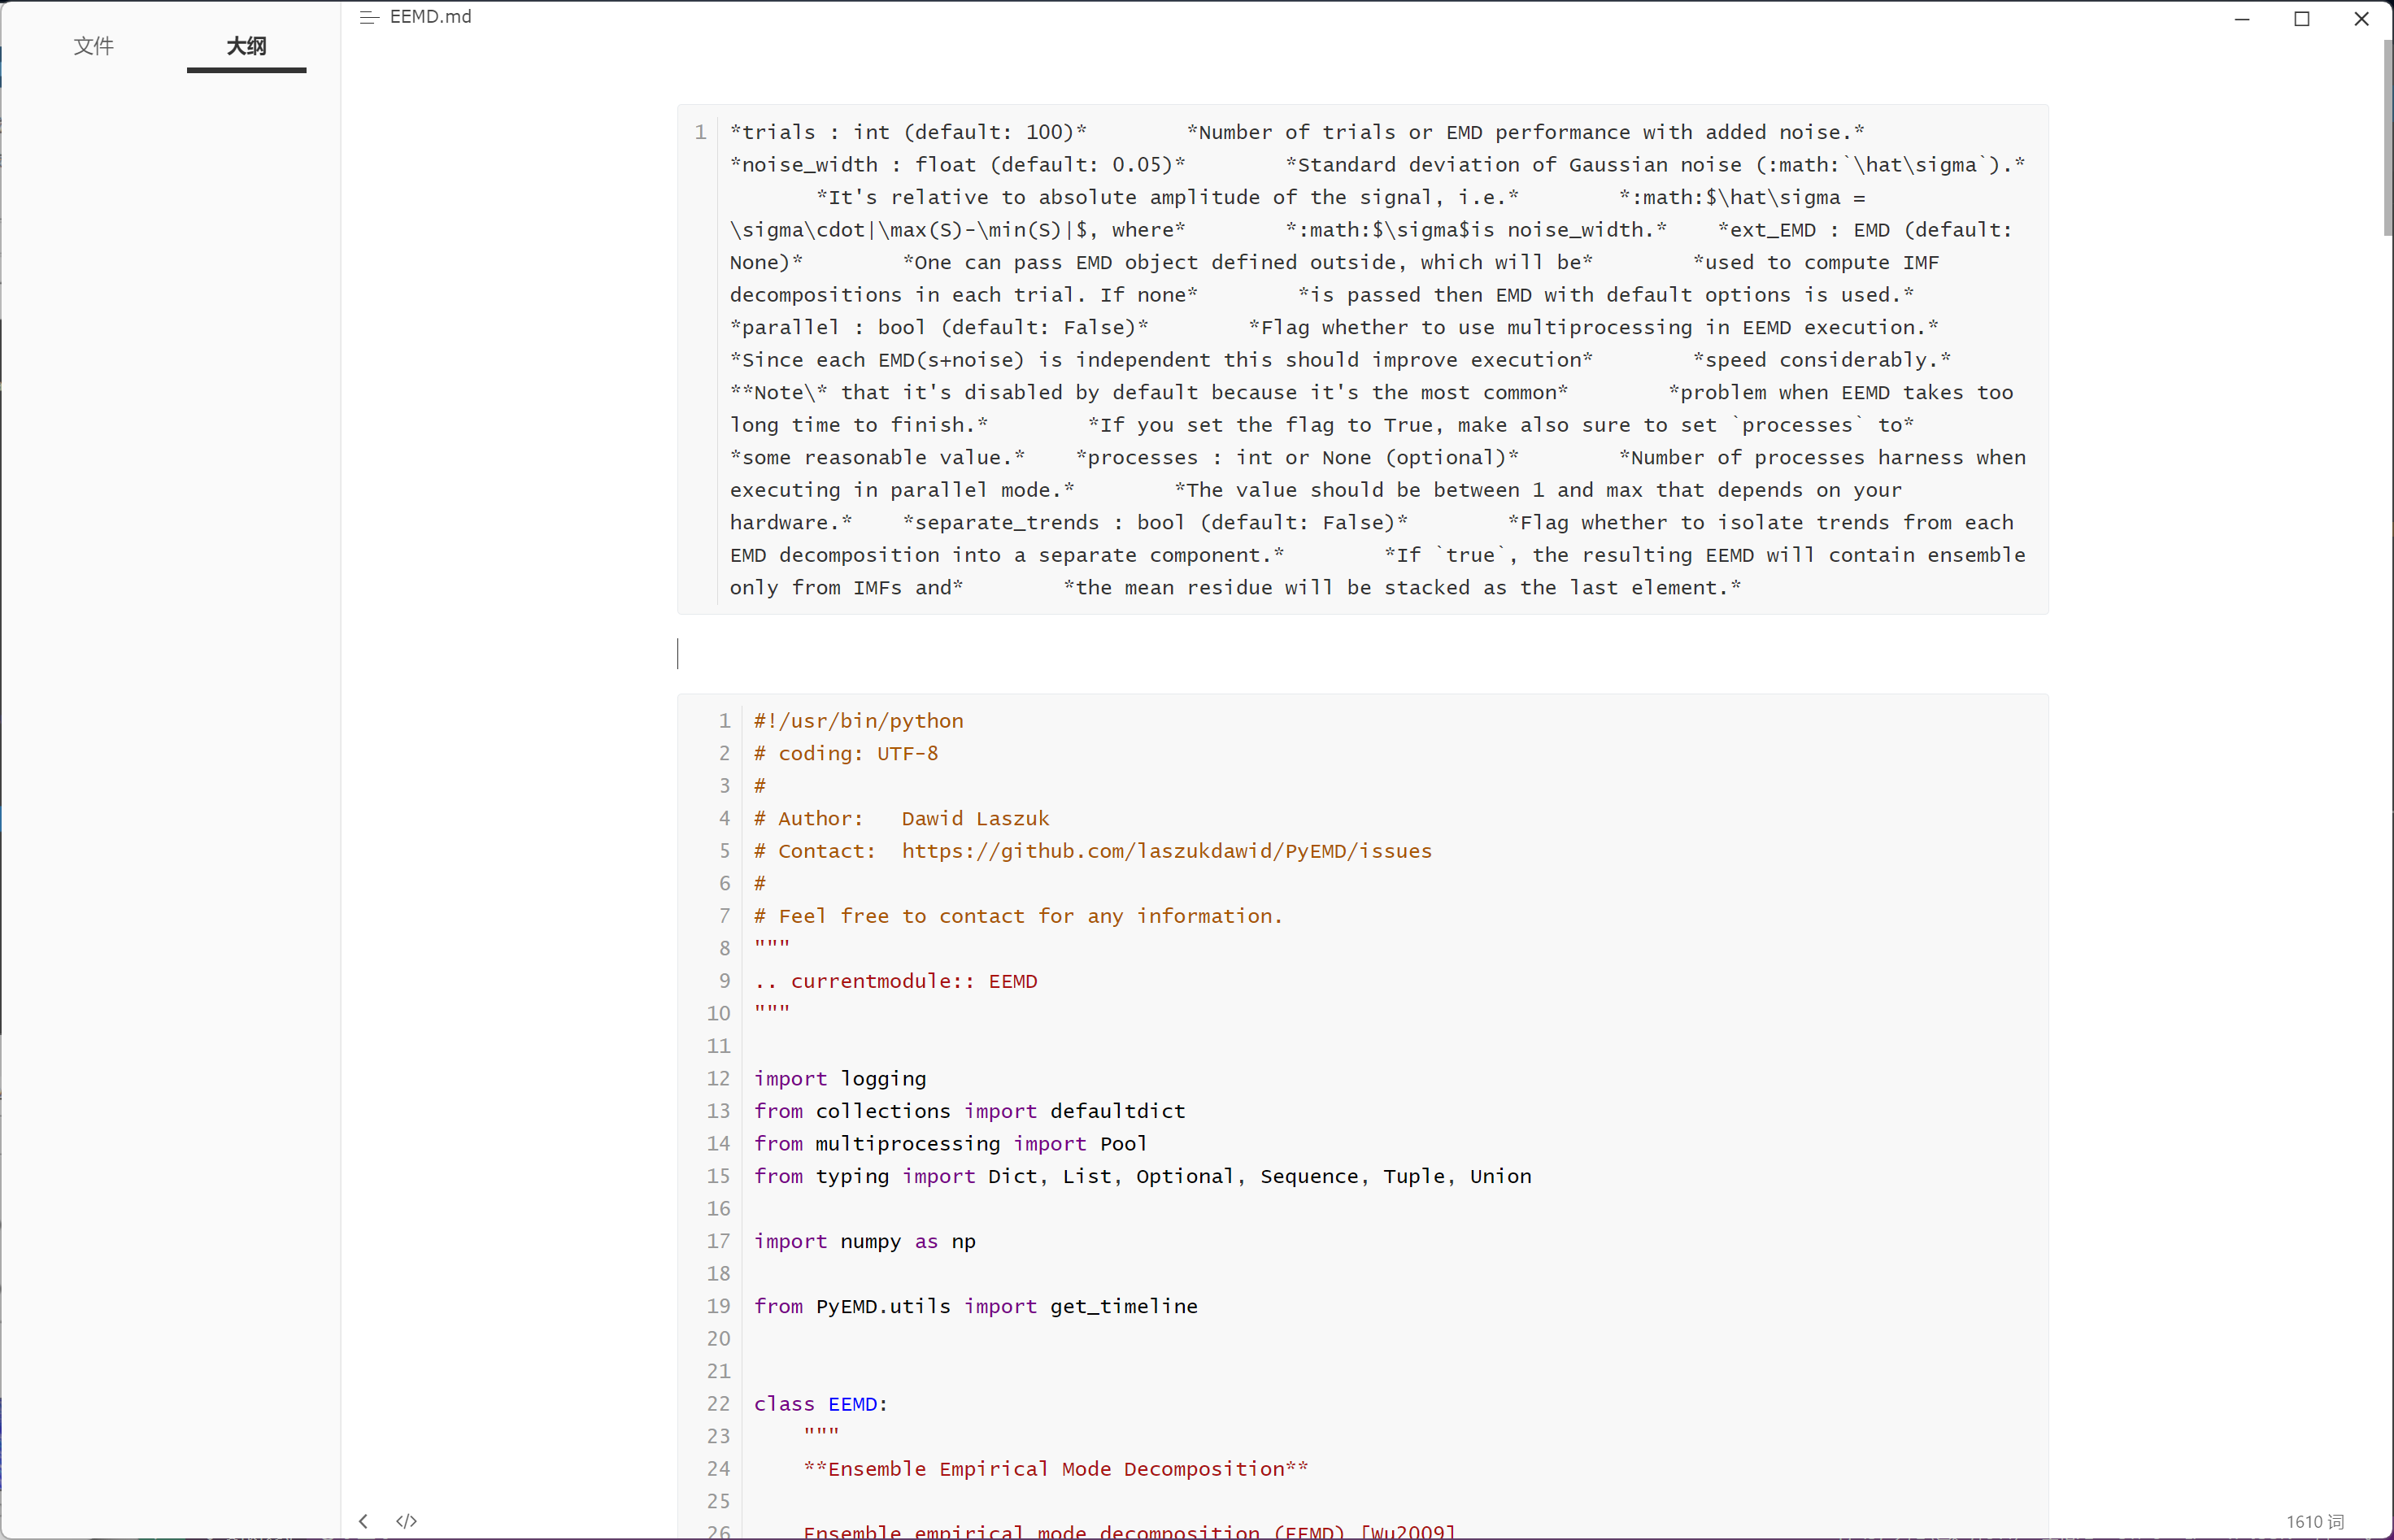 文件 大纲
EEMD.md
1 *trials : int (default: 100)*        *Number of trials or EMD performance with added noise.*
*noise_width : float (default: 0.05)*        *Standard deviation of Gaussian noise (:math:`\hat\sigma`).*
*It's relative to absolute amplitude of the signal, i.e.*        *:math:$\hat\sigma =
\sigma\cdot|\max(S)-\min(S)|$, where*        *:math:$\sigma$is noise_width.*    *ext_EMD : EMD (default:
None)*        *One can pass EMD object defined outside, which will be*        *used to compute IMF
decompositions in each trial. If none*        *is passed then EMD with default options is used.*
*parallel : bool (default: False)*        *Flag whether to use multiprocessing in EEMD execution.*
*Since each EMD(s+noise) is independent this should improve execution*        *speed considerably.*
**Note\* that it's disabled by default because it's the most common*        *problem when EEMD takes too
long time to finish.*        *If you set the flag to True, make also sure to set `processes` to*
*some reasonable value.*    *processes : int or None (optional)*        *Number of processes harness when
executing in parallel mode.*        *The value should be between 1 and max that depends on your
hardware.*    *separate_trends : bool (default: False)*        *Flag whether to isolate trends from each
EMD decomposition into a separate component.*        *If `true`, the resulting EEMD will contain ensemble
only from IMFs and*        *the mean residue will be stacked as the last element.*
1 #!/usr/bin/python
2 # coding: UTF-8
3 #
4 # Author:   Dawid Laszuk
5 # Contact:  https://github.com/laszukdawid/PyEMD/issues
6 #
7 # Feel free to contact for any information.
8 """
9 .. currentmodule:: EEMD
10 """
11
12 import logging
13 from collections import defaultdict
14 from multiprocessing import Pool
15 from typing import Dict, List, Optional, Sequence, Tuple, Union
16
17 import numpy as np
18
19 from PyEMD.utils import get_timeline
20
21
22 class EEMD:
23     """
24     **Ensemble Empirical Mode Decomposition**
25
26     Ensemble empirical mode decomposition (EEMD) [Wu2009]
1610 词